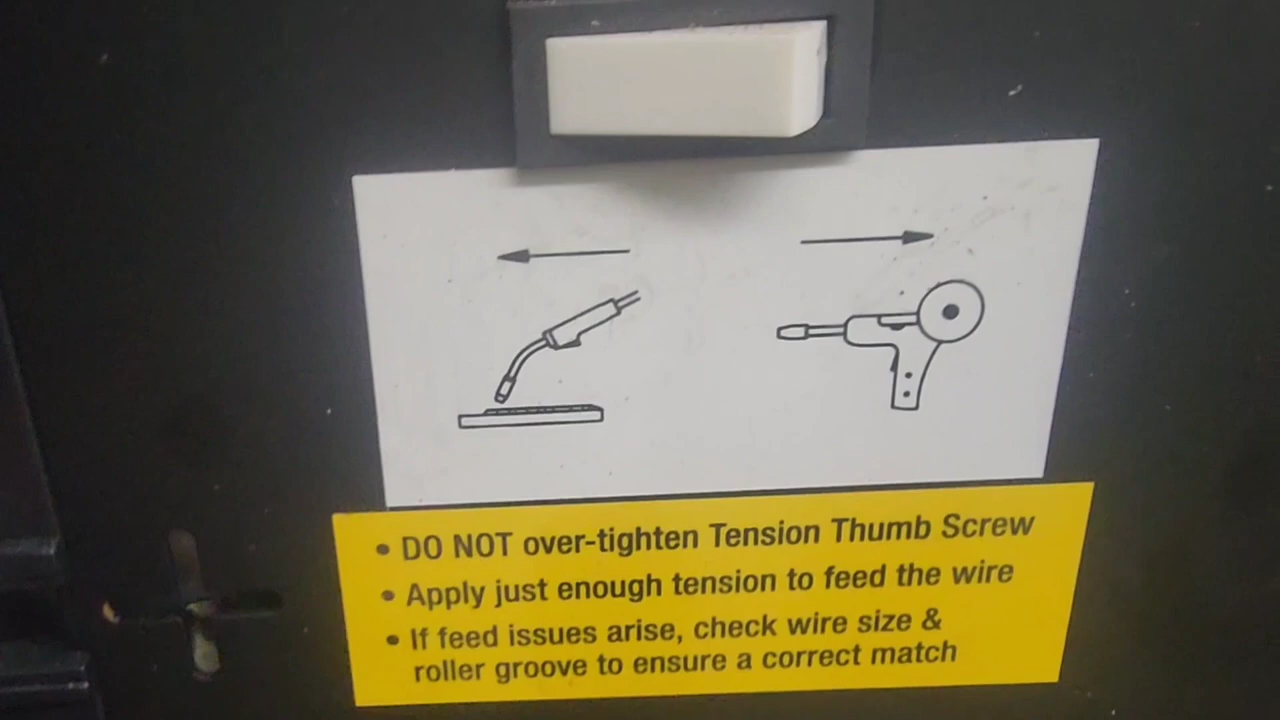 • DO NOT over-tighten Tension Thumb Screw
• Apply just enough tension to feed the wire
• If feed issues arise, check wire size &
roller groove to ensure a correct match